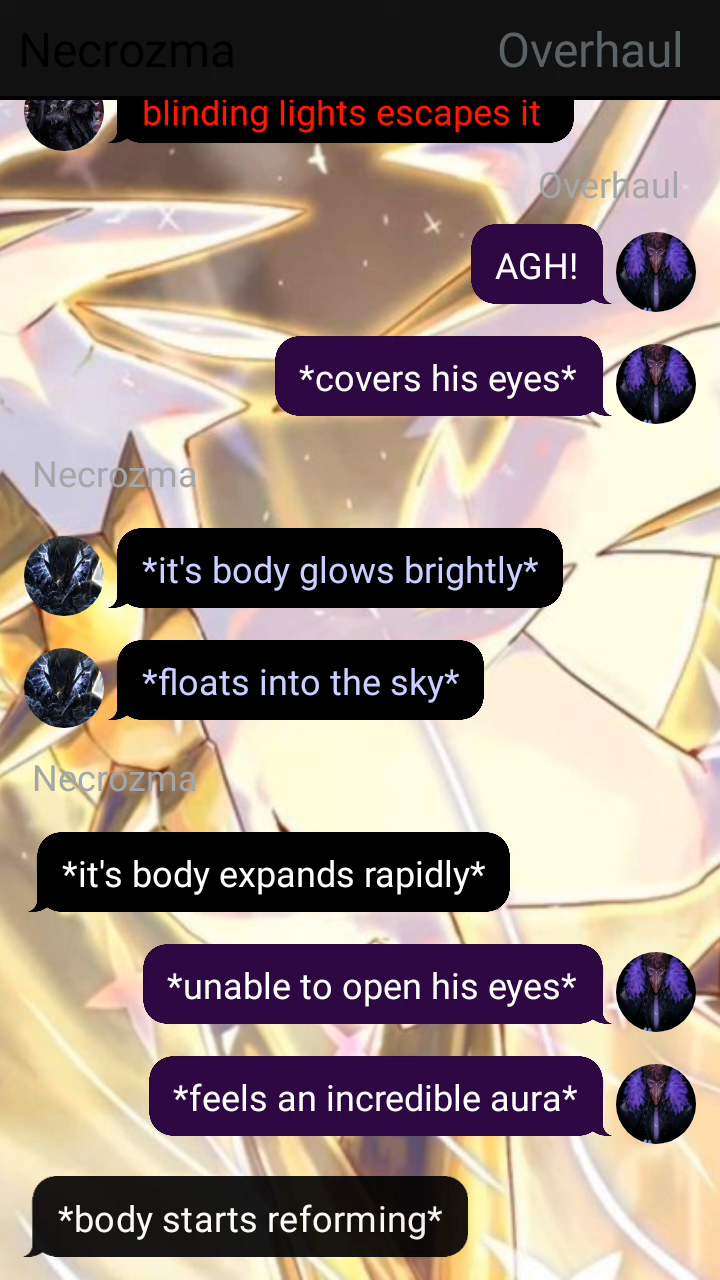 Necrozma
Overhaul
blinding lights escapes it
Overhaul
AGH!
*covers his eyes*
Necrozma
*it's body glows brightly*
*floats into the sky*
Necrozma
*it's body expands rapidly*
*unable to open his eyes*
*feels an incredible aura*
*body starts reforming*